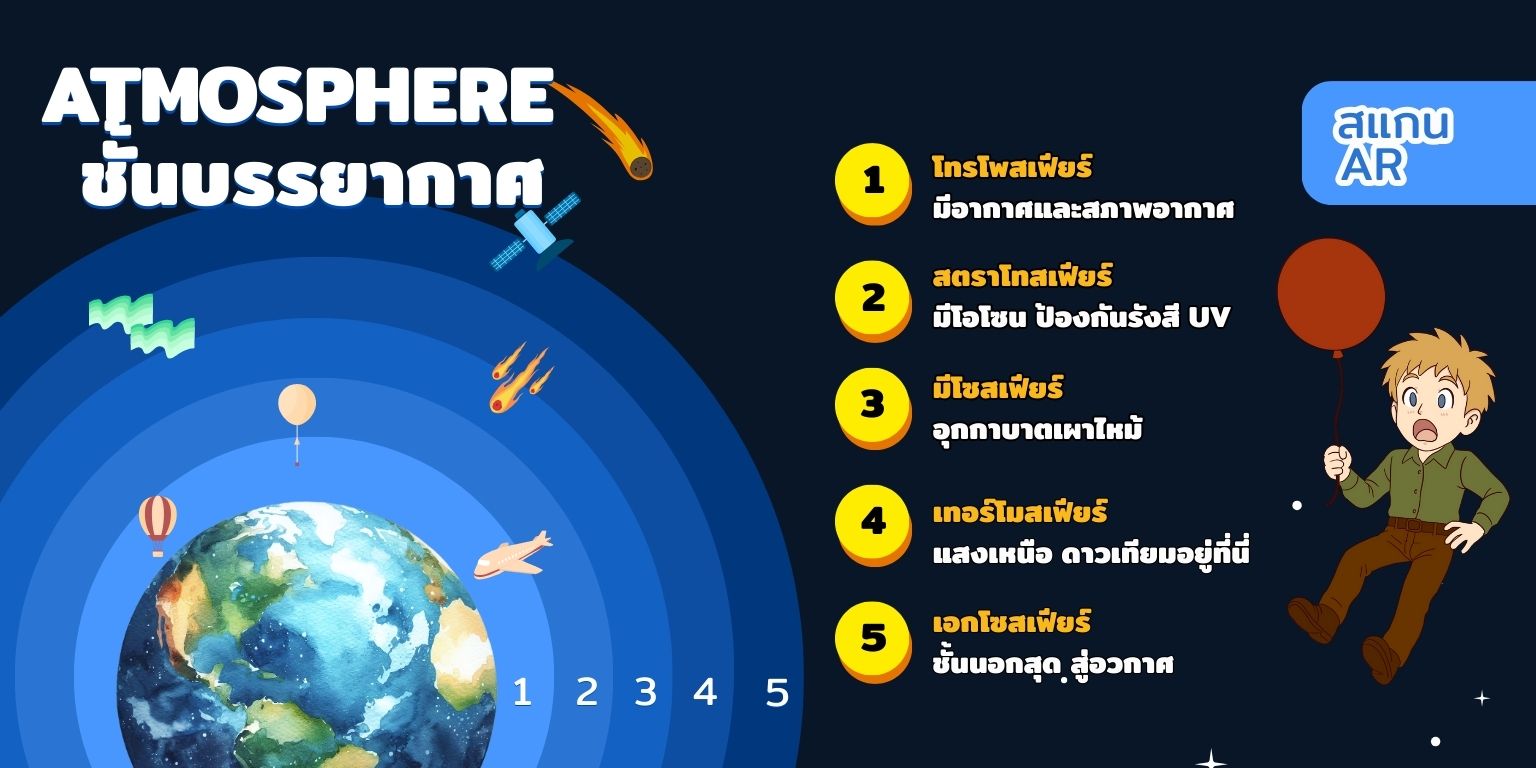 ATMOSPHERE
ชั้นบรรยากาศ
สแกน
AR
1
โทรโพสเฟียร์
มีอากาศและสภาพอากาศ
2
สตราโทสเฟียร์
มีโอโซน ป้องกันรังสี UV
3
มีโซสเฟียร์
อุกกาบาตเผาไหม้
4
เทอร์โมสเฟียร์
แสงเหนือ ดาวเทียมอยู่ที่นี่
5
เอกโซสเฟียร์
ชั้นนอกสุด สู่อวกาศ
1 2 3 4 5